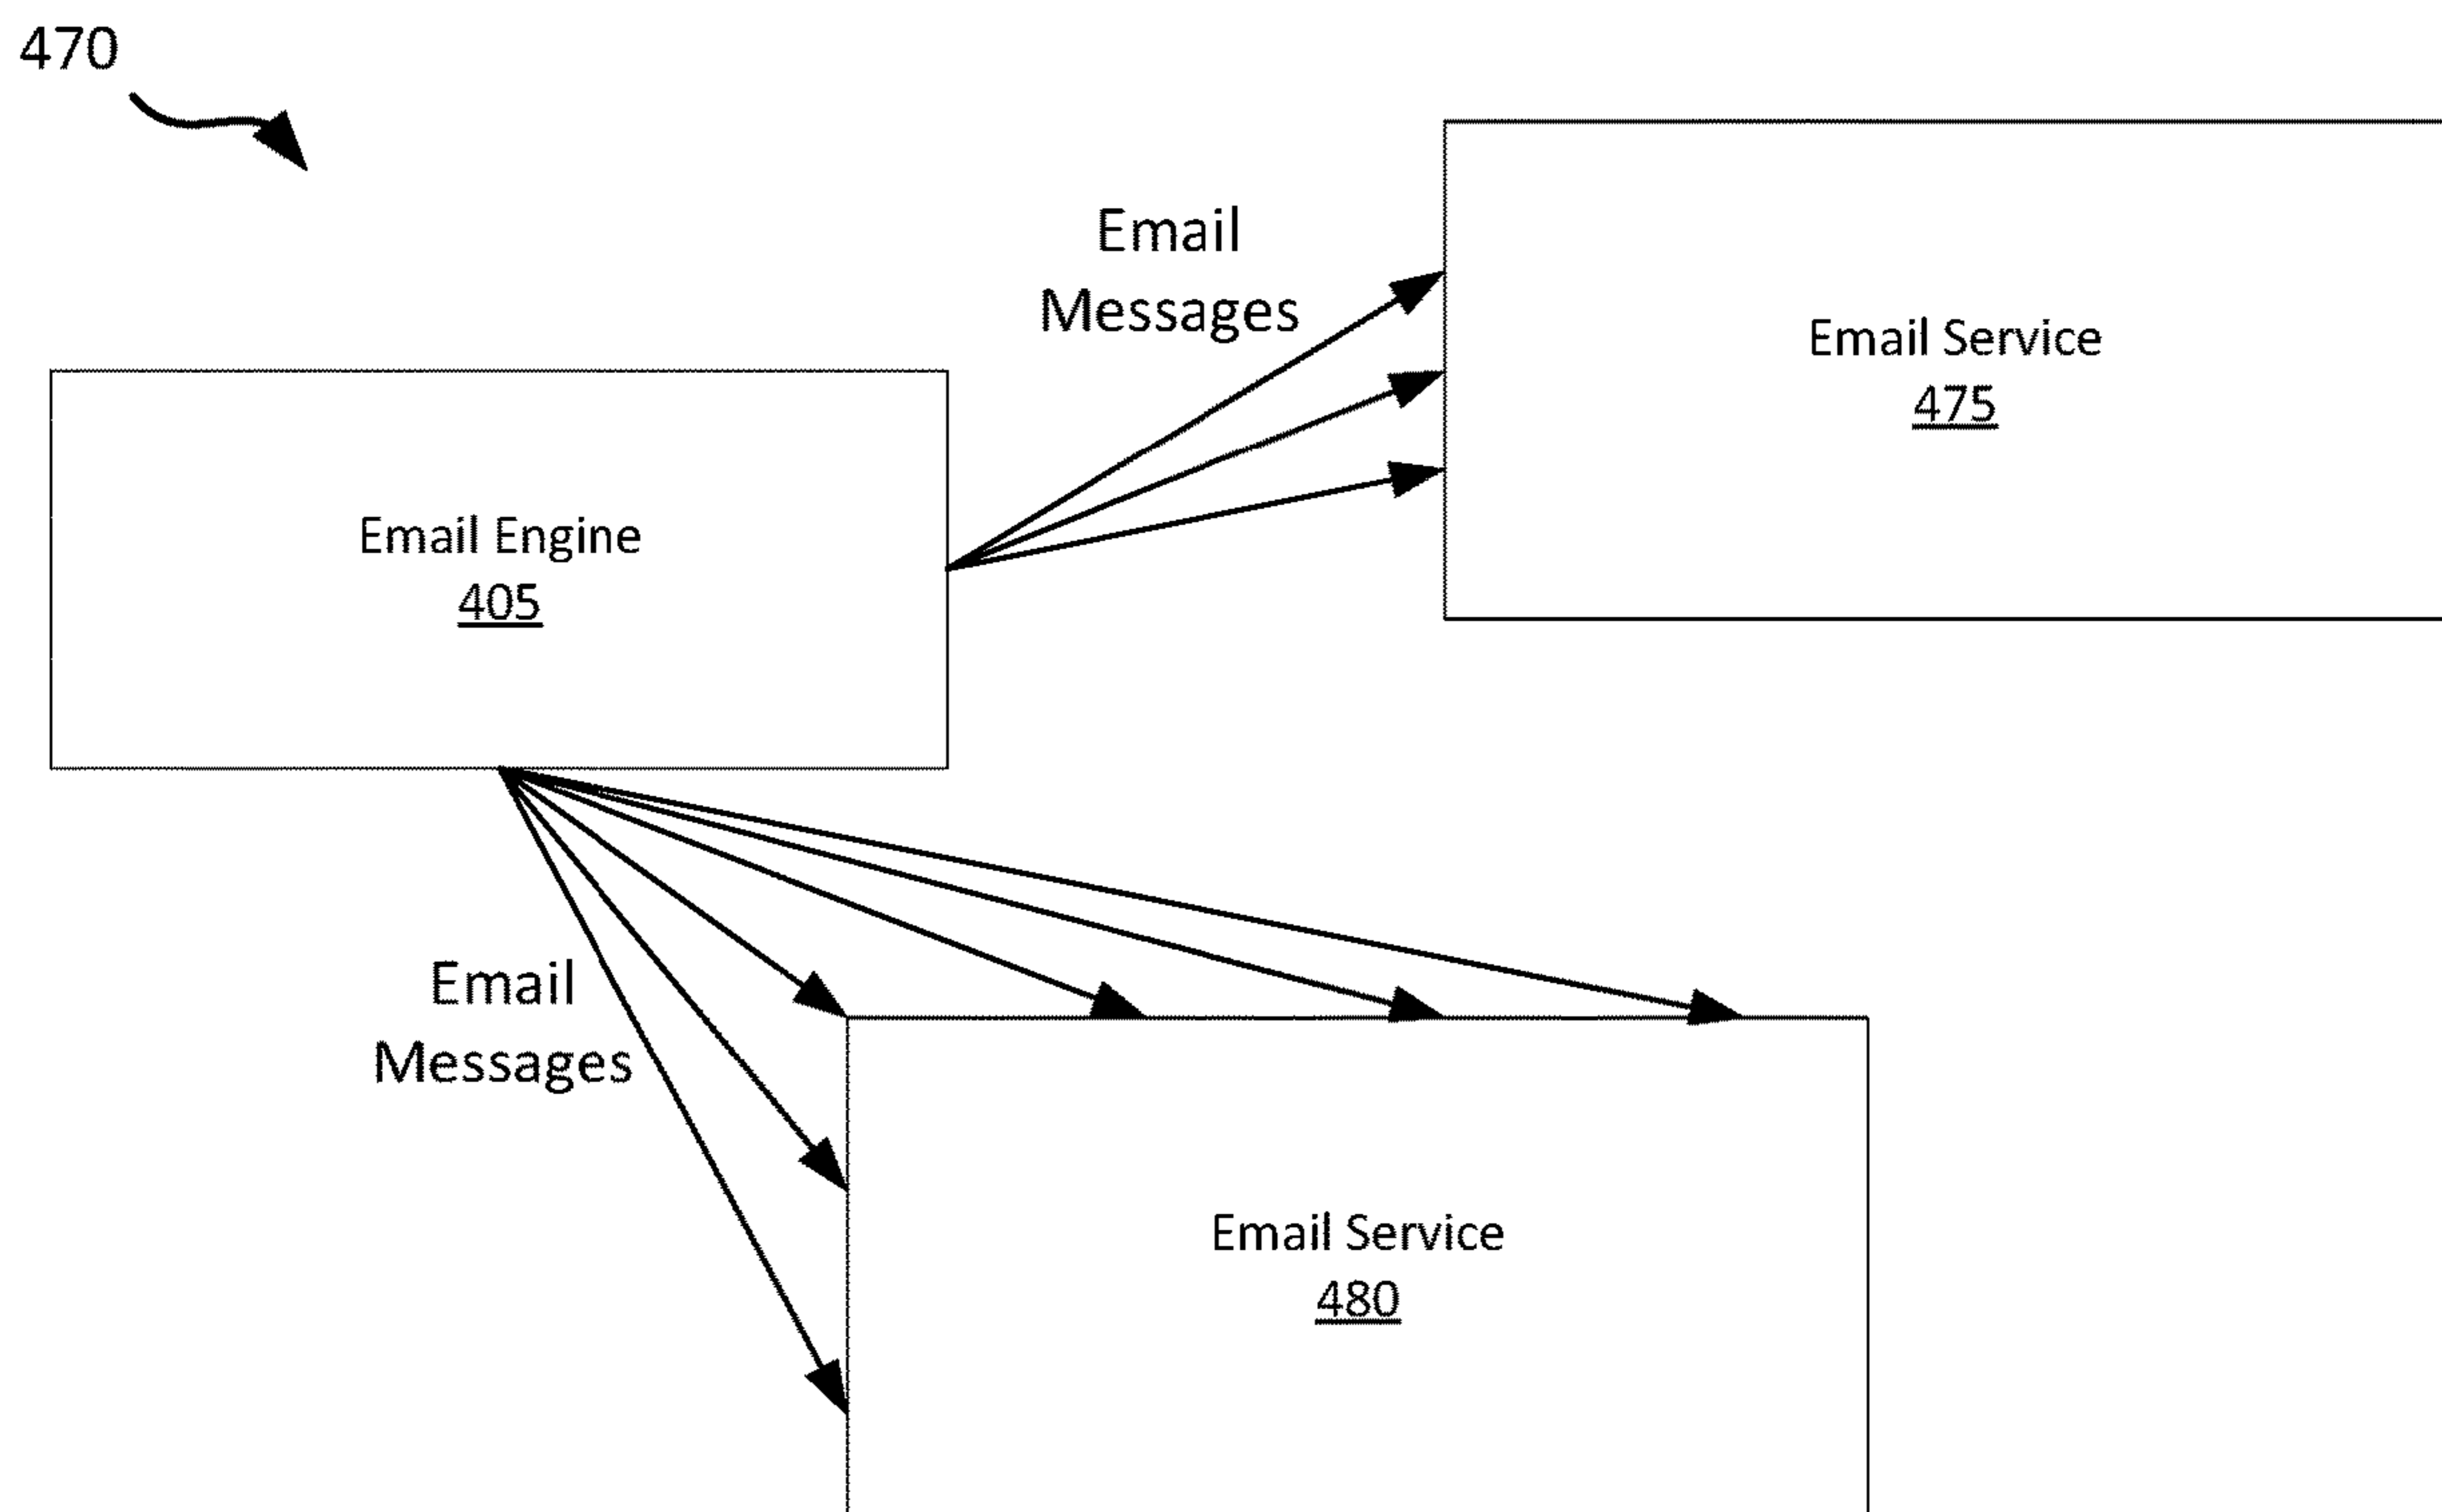 470
Email
Messages
Email Service
475
Email Engine
405
Email
Messages
Email Service
480